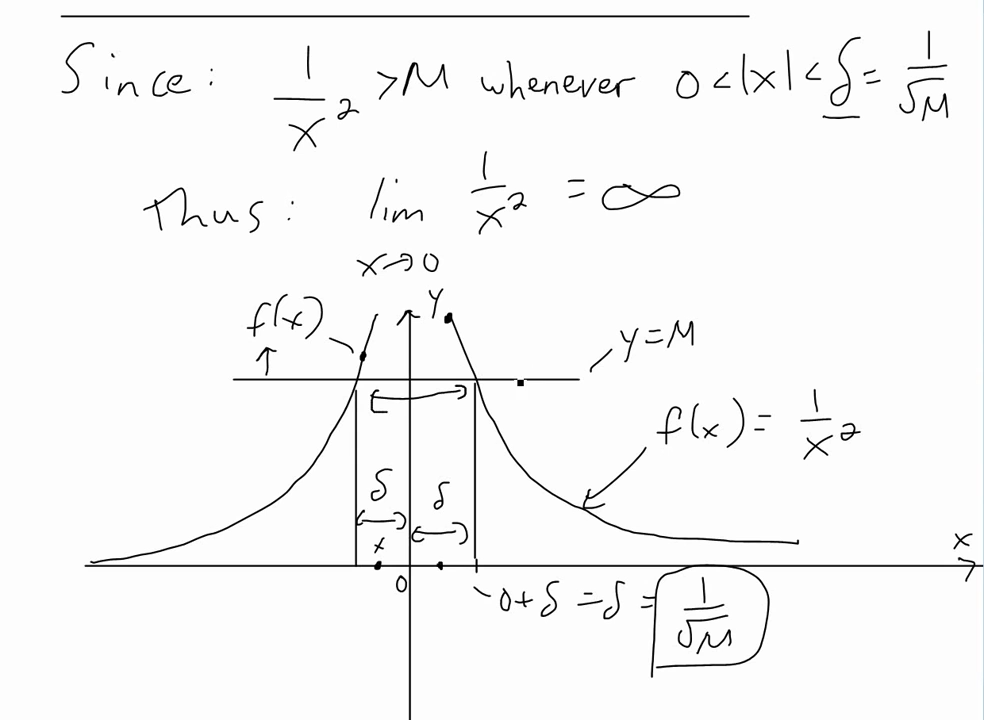 Since: 1/x² > M whenever 0 < |x| < δ = 1/√M
Thus: lim 1/x² = ∞
x→0
f(x)
y
y = M
f(x) = 1/x²
δ
δ
x
x
0
0 + δ = δ = 1/√M